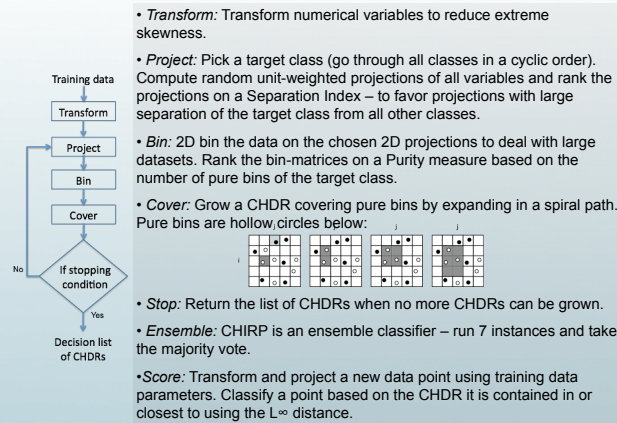 Training data
Transform
Project
Bin
Cover
If stopping
condition
No
Yes
Decision list
of CHDRs
• Transform: Transform numerical variables to reduce extreme
skewness.
• Project: Pick a target class (go through all classes in a cyclic order).
Compute random unit-weighted projections of all variables and rank the
projections on a Separation Index – to favor projections with large
separation of the target class from all other classes.
• Bin: 2D bin the data on the chosen 2D projections to deal with large
datasets. Rank the bin-matrices on a Purity measure based on the
number of pure bins of the target class.
• Cover: Grow a CHDR covering pure bins by expanding in a spiral path.
Pure bins are hollow circles below:
j j j j
i
• Stop: Return the list of CHDRs when no more CHDRs can be grown.
• Ensemble: CHIRP is an ensemble classifier – run 7 instances and take
the majority vote.
•Score: Transform and project a new data point using training data
parameters. Classify a point based on the CHDR it is contained in or
closest to using the L∞ distance.